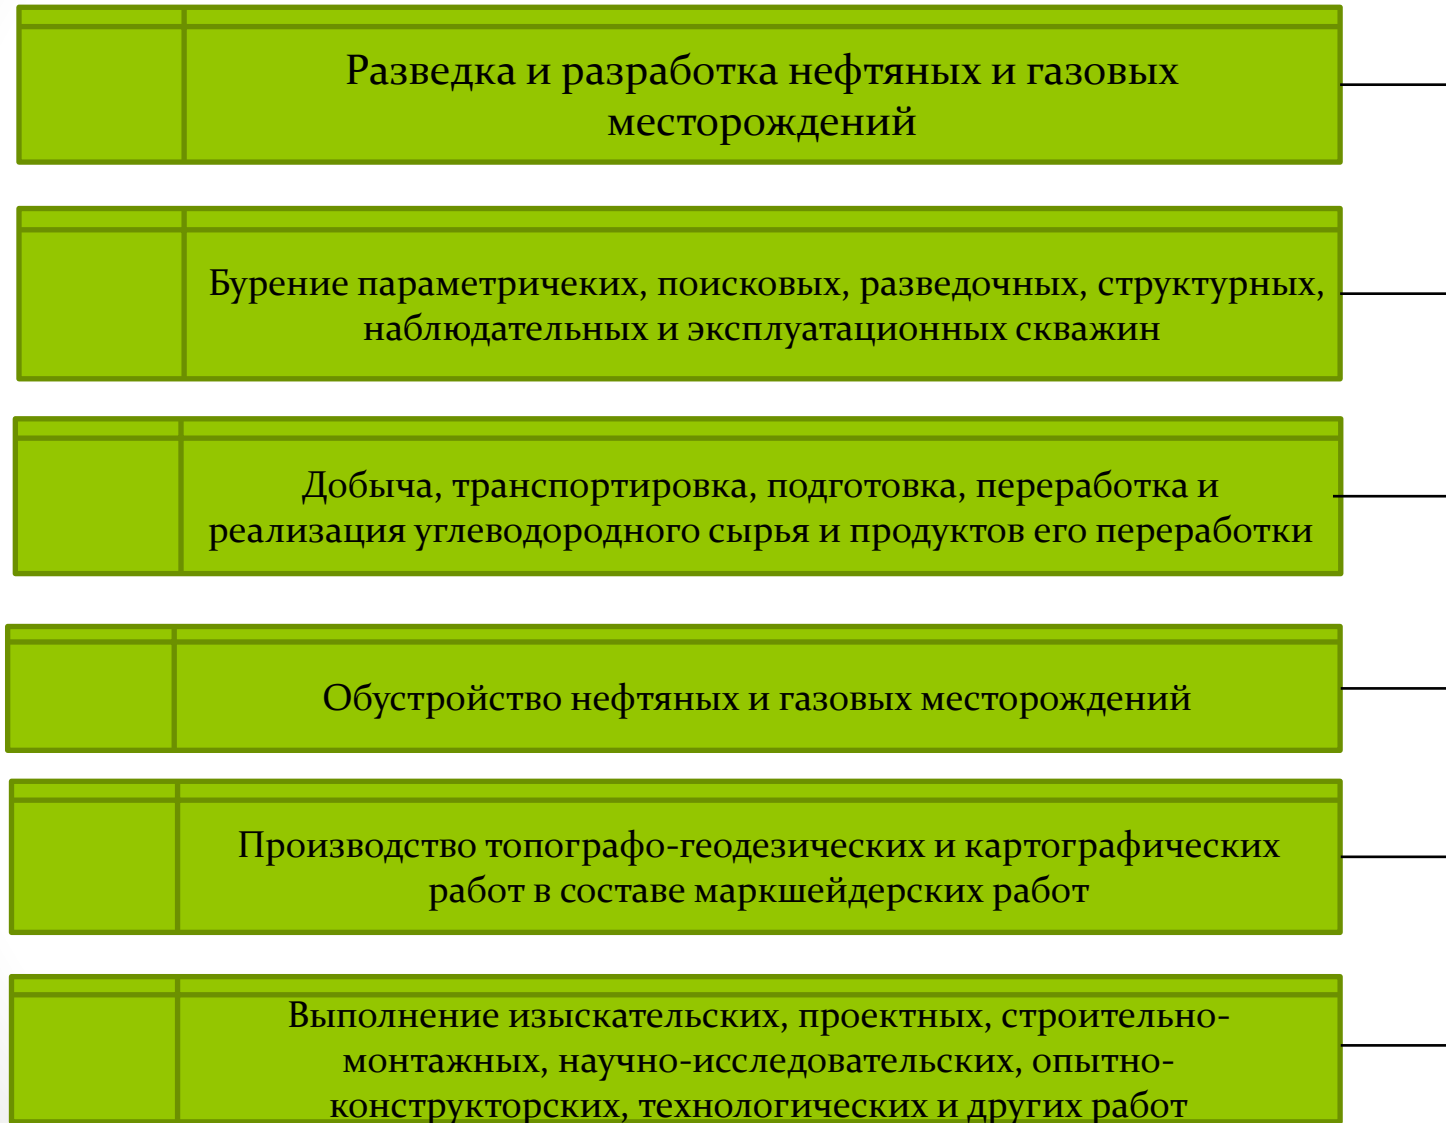 Разведка и разработка нефтяных и газовых
месторождений
Бурение параметричеких, поисковых, разведочных, структурных,
наблюдательных и эксплуатационных скважин
Добыча, транспортировка, подготовка, переработка и
реализация углеводородного сырья и продуктов его переработки
Обустройство нефтяных и газовых месторождений
Производство топографо-геодезических и картографических
работ в составе маркшейдерских работ
Выполнение изыскательских, проектных, строительно-
монтажных, научно-исследовательских, опытно-
конструкторских, технологических и других работ